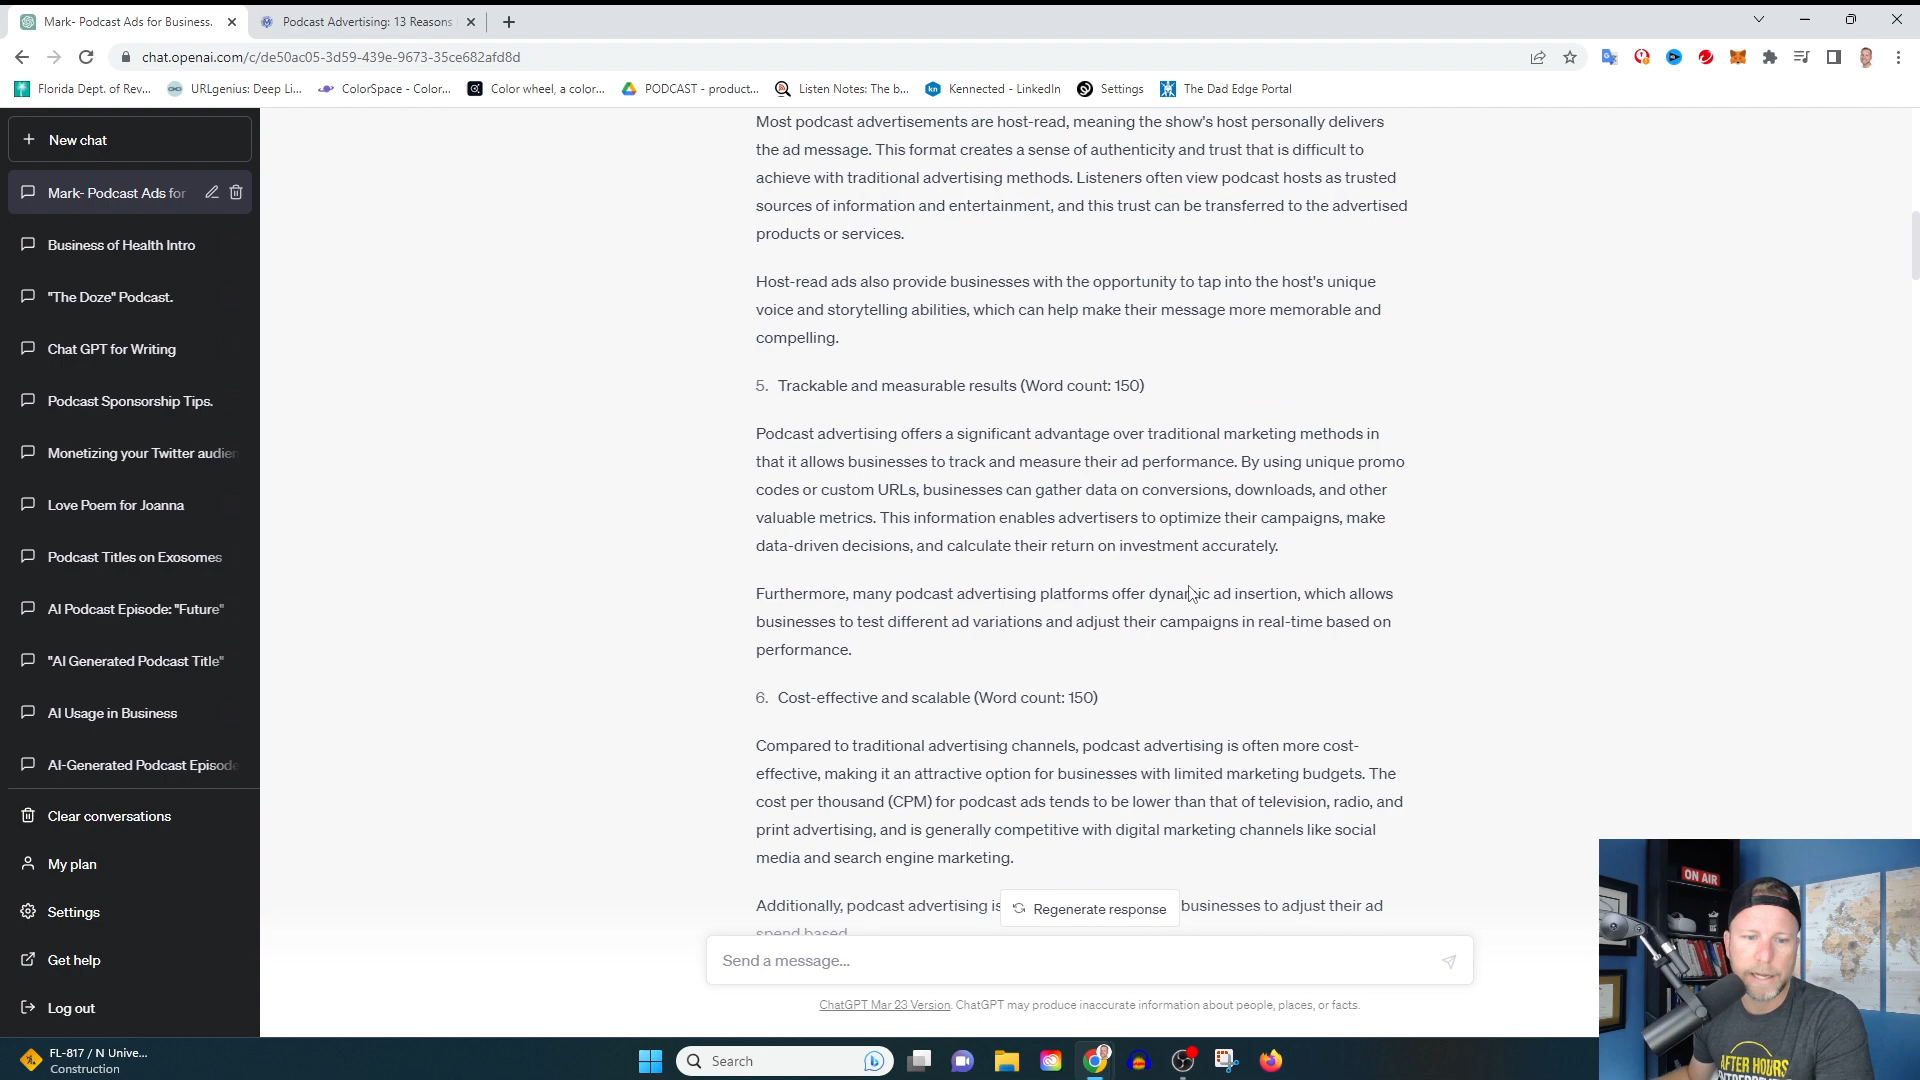 Mark- Podcast Ads for Business.
Podcast Advertising: 13 Reasons
chat.openai.com/c/de50ac05-3d59-439e-9673-35ce682afd8d
Florida Dept. of Rev...
URLgenius: Deep Li...
ColorSpace - Color...
Color wheel, a color...
PODCAST - product...
Listen Notes: The b...
Kennected - LinkedIn
Settings
The Dad Edge Portal
New chat
Mark- Podcast Ads for
Business of Health Intro
"The Doze" Podcast.
Chat GPT for Writing
Podcast Sponsorship Tips.
Monetizing your Twitter audien
Love Poem for Joanna
Podcast Titles on Exosomes
AI Podcast Episode: "Future"
"AI Generated Podcast Title"
AI Usage in Business
AI-Generated Podcast Episode
Clear conversations
My plan
Settings
Get help
Log out
Most podcast advertisements are host-read, meaning the show's host personally delivers
the ad message. This format creates a sense of authenticity and trust that is difficult to
achieve with traditional advertising methods. Listeners often view podcast hosts as trusted
sources of information and entertainment, and this trust can be transferred to the advertised
products or services.
Host-read ads also provide businesses with the opportunity to tap into the host's unique
voice and storytelling abilities, which can help make their message more memorable and
compelling.
5. Trackable and measurable results (Word count: 150)
Podcast advertising offers a significant advantage over traditional marketing methods in
that it allows businesses to track and measure their ad performance. By using unique promo
codes or custom URLs, businesses can gather data on conversions, downloads, and other
valuable metrics. This information enables advertisers to optimize their campaigns, make
data-driven decisions, and calculate their return on investment accurately.
Furthermore, many podcast advertising platforms offer dynamic ad insertion, which allows
businesses to test different ad variations and adjust their campaigns in real-time based on
performance.
6. Cost-effective and scalable (Word count: 150)
Compared to traditional advertising channels, podcast advertising is often more cost-
effective, making it an attractive option for businesses with limited marketing budgets. The
cost per thousand (CPM) for podcast ads tends to be lower than that of television, radio, and
print advertising, and is generally competitive with digital marketing channels like social
media and search engine marketing.
Additionally, podcast advertising is businesses to adjust their ad
spend based
Regenerate response
Send a message...
ChatGPT Mar 23 Version. ChatGPT may produce inaccurate information about people, places, or facts.
ON AIR
AFTER HOURS
FL-817 / N Unive...
Construction
Search